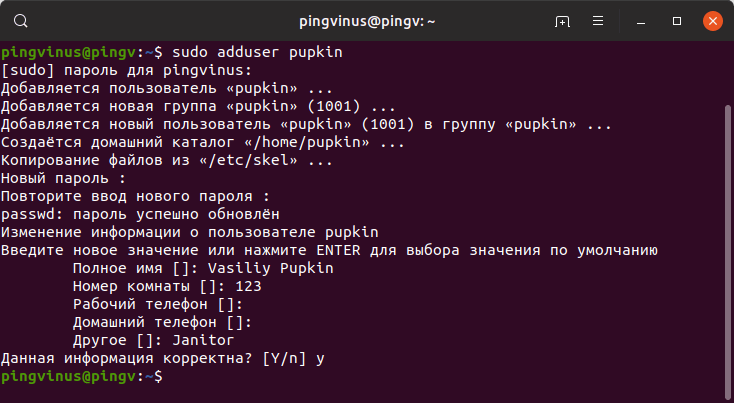 pingvinus@pingv: ~
pingvinus@pingv:~$ sudo adduser pupkin
[sudo] пароль для pingvinus:
Добавляется пользователь «pupkin» ...
Добавляется новая группа «pupkin» (1001) ...
Добавляется новый пользователь «pupkin» (1001) в группу «pupkin» ...
Создаётся домашний каталог «/home/pupkin» ...
Копирование файлов из «/etc/skel» ...
Новый пароль :
Повторите ввод нового пароля :
passwd: пароль успешно обновлён
Изменение информации о пользователе pupkin
Введите новое значение или нажмите ENTER для выбора значения по умолчанию
Полное имя []: Vasiliy Pupkin
Номер комнаты []: 123
Рабочий телефон []:
Домашний телефон []:
Другое []: Janitor
Данная информация корректна? [Y/n] y
pingvinus@pingv:~$